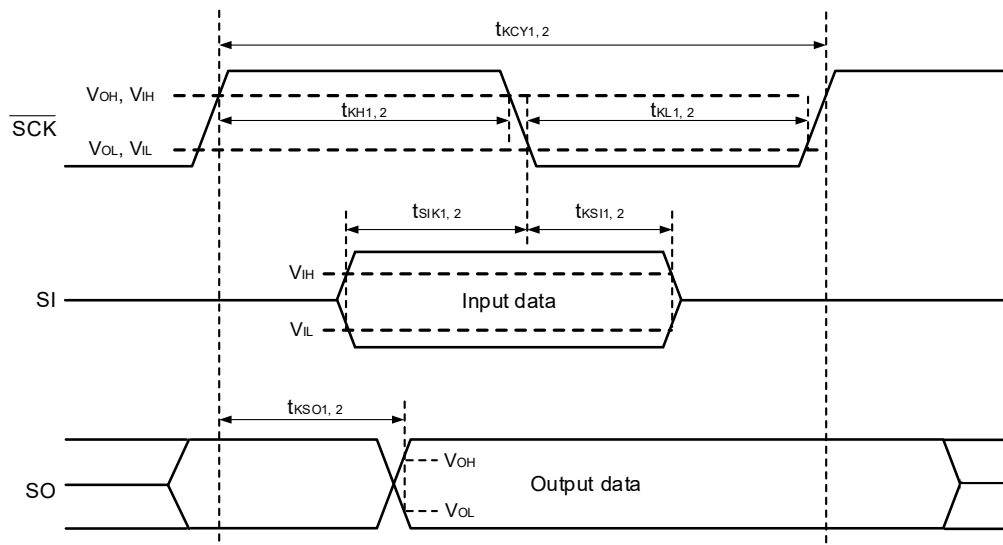 tKCY1, 2
VOH, VIH
tKH1, 2
tKL1, 2
SCK
VOL, VIL
tSIK1, 2
tKSI1, 2
VIH
SI
Input data
VIL
tKSO1, 2
VOH
SO
Output data
VOL